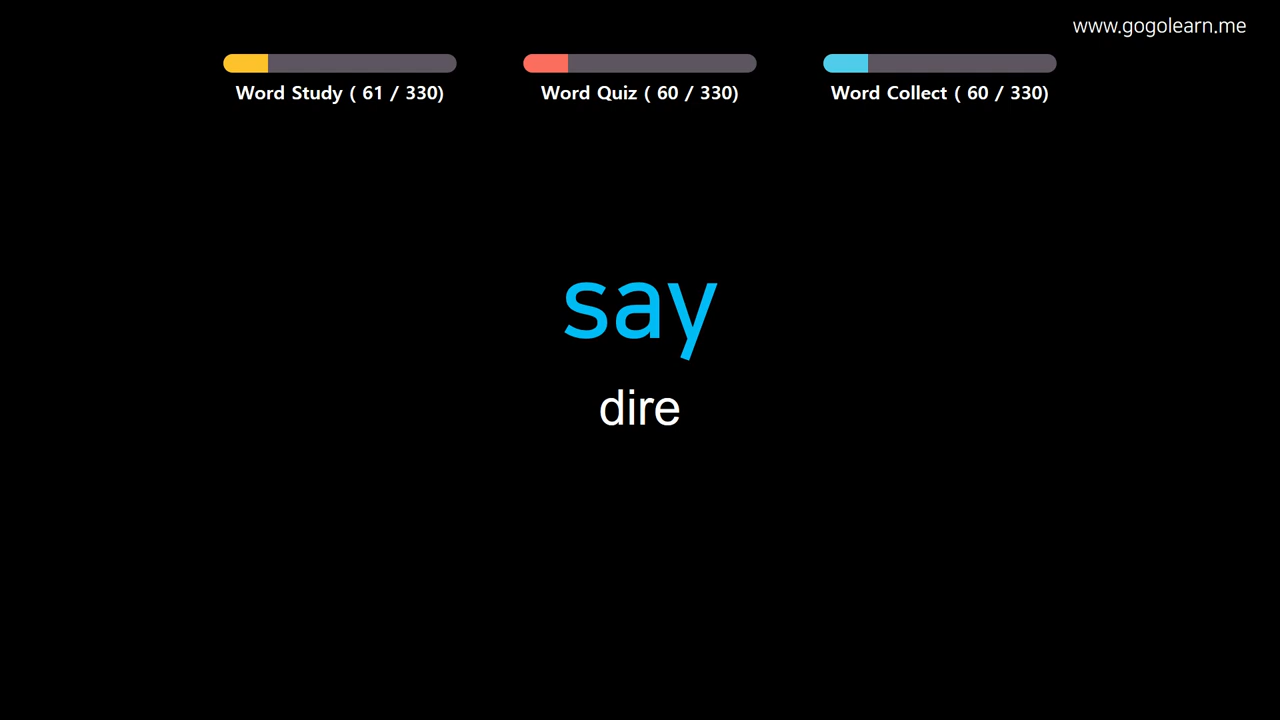 www.gogolearn.me
Word Study ( 61 / 330)
Word Quiz ( 60 / 330)
Word Collect ( 60 / 330)
say
dire